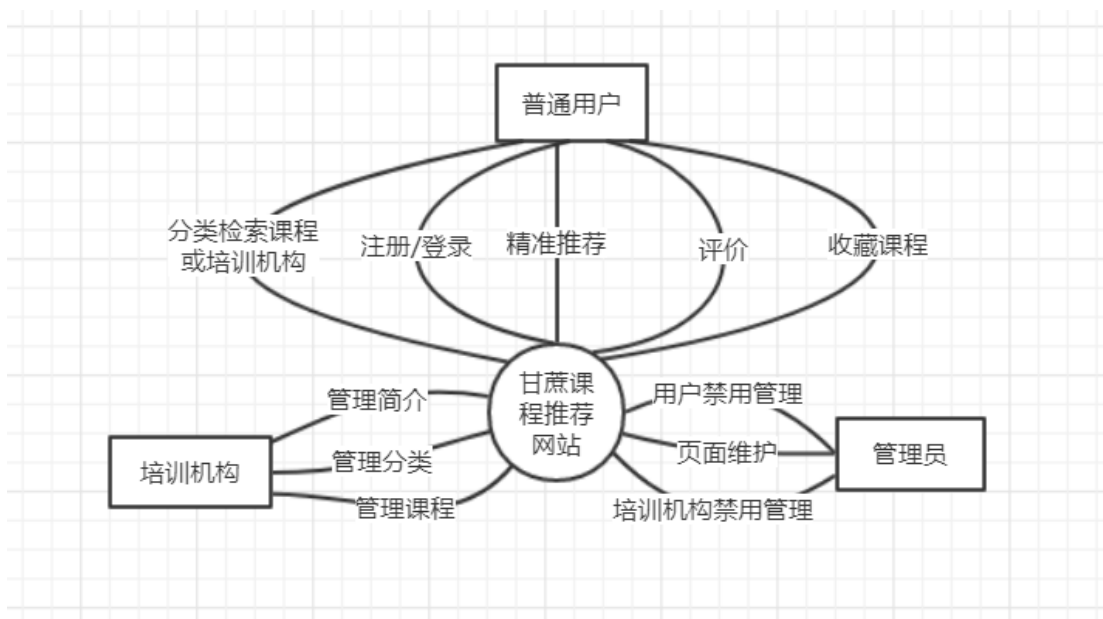 普通用户
分类检索课程
或培训机构
注册/登录
精准推荐
评价
收藏课程
甘蔗课
程推荐
网站
管理简介
管理分类
管理课程
培训机构
用户禁用管理
页面维护
培训机构禁用管理
管理员